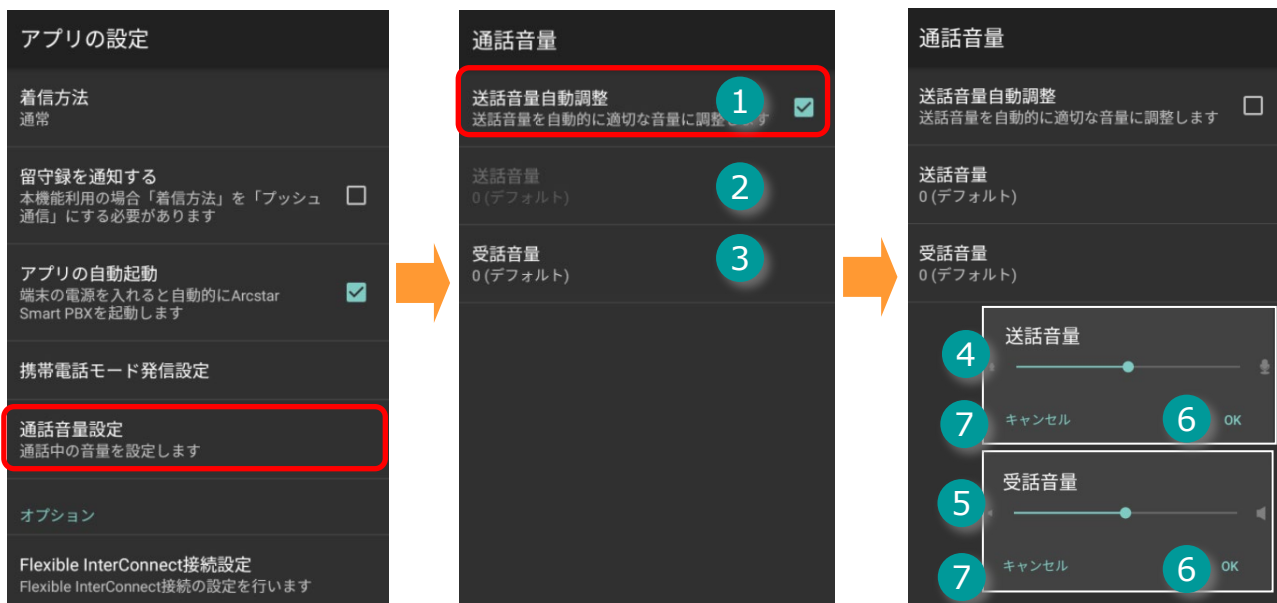 アプリの設定
着信方法
通常
留守録を通知する
本機能利用の場合「着信方法」を「プッシュ
通信」にする必要があります
アプリの自動起動
端末の電源を入れると自動的にArcstar
Smart PBXを起動します
携帯電話モード発信設定
通話音量設定
通話中の音量を設定します
オプション
Flexible InterConnect接続設定
Flexible InterConnect接続の設定を行います
通話音量
送話音量自動調整
1
送話音量を自動的に適切な音量に調整します
送話音量
0 (デフォルト)
2
受話音量
0 (デフォルト)
3
通話音量
送話音量自動調整
送話音量を自動的に適切な音量に調整します
送話音量
0 (デフォルト)
受話音量
0 (デフォルト)
送話音量
4
7
キャンセル
6
OK
受話音量
5
7
キャンセル
6
OK